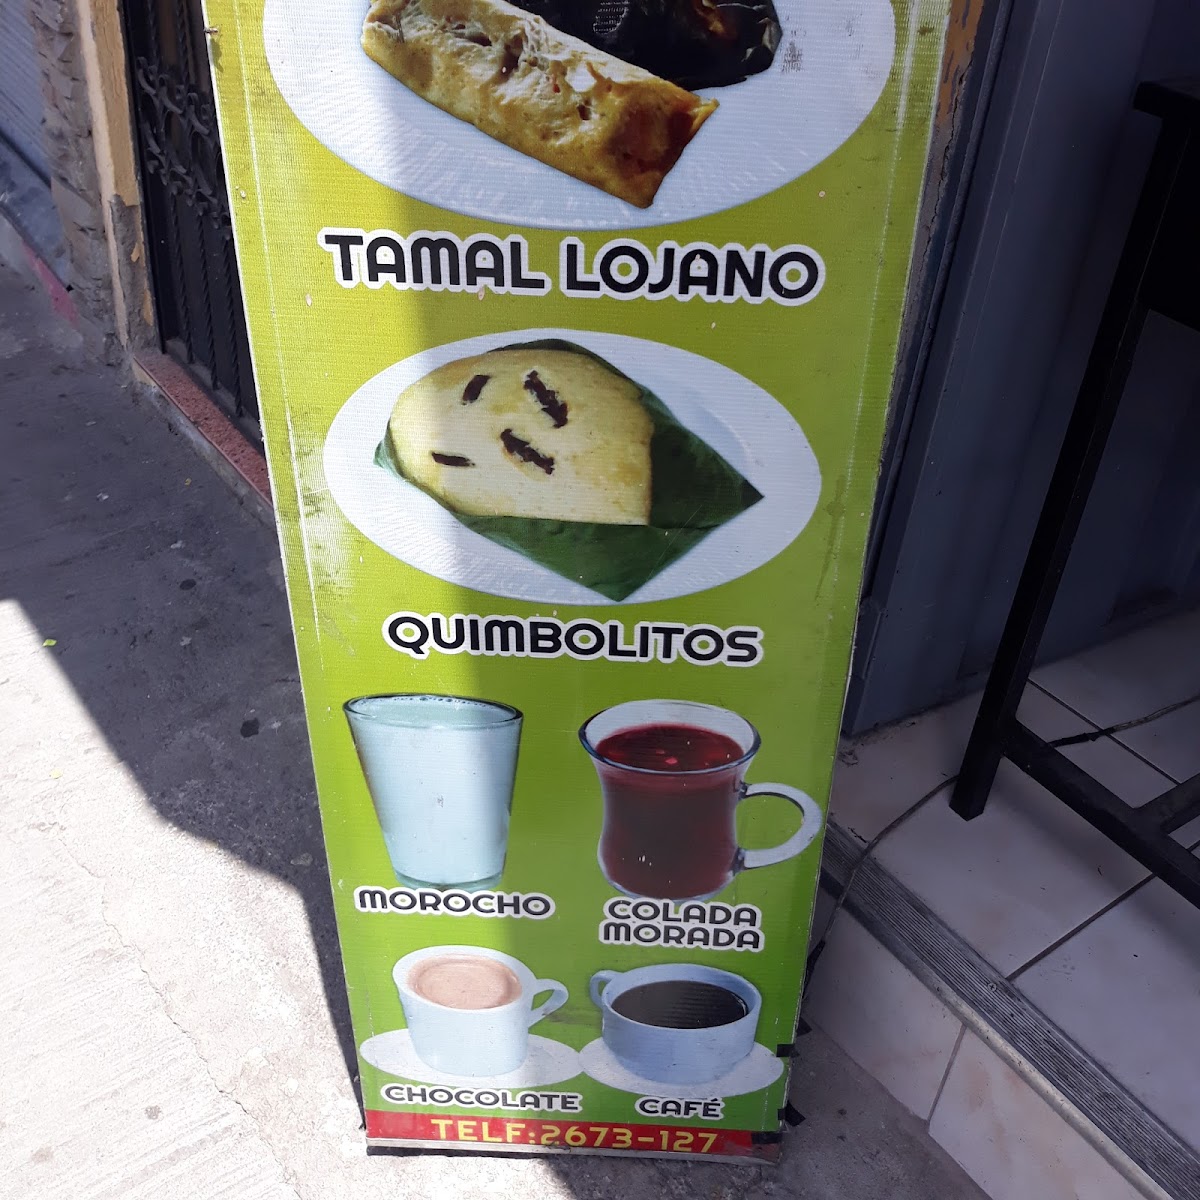 TAMAL LOJANO
QUIMBOLITOS
MOROCHO
COLADA
MORADA
CHOCOLATE
CAFÉ
TELF:2673-127